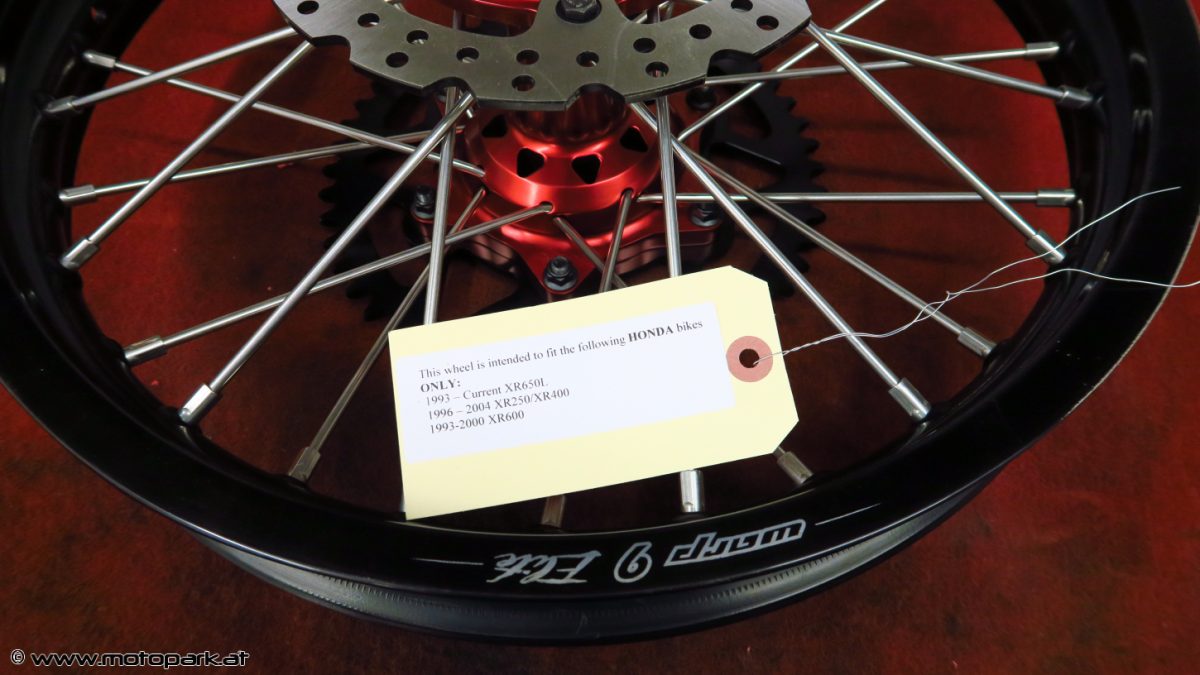 This wheel is intended to fit the following HONDA bikes
ONLY:
1993 – Current XR650L
1996 – 2004 XR250/XR400
1993-2000 XR600
warp 9 Elite
© www.motopark.at